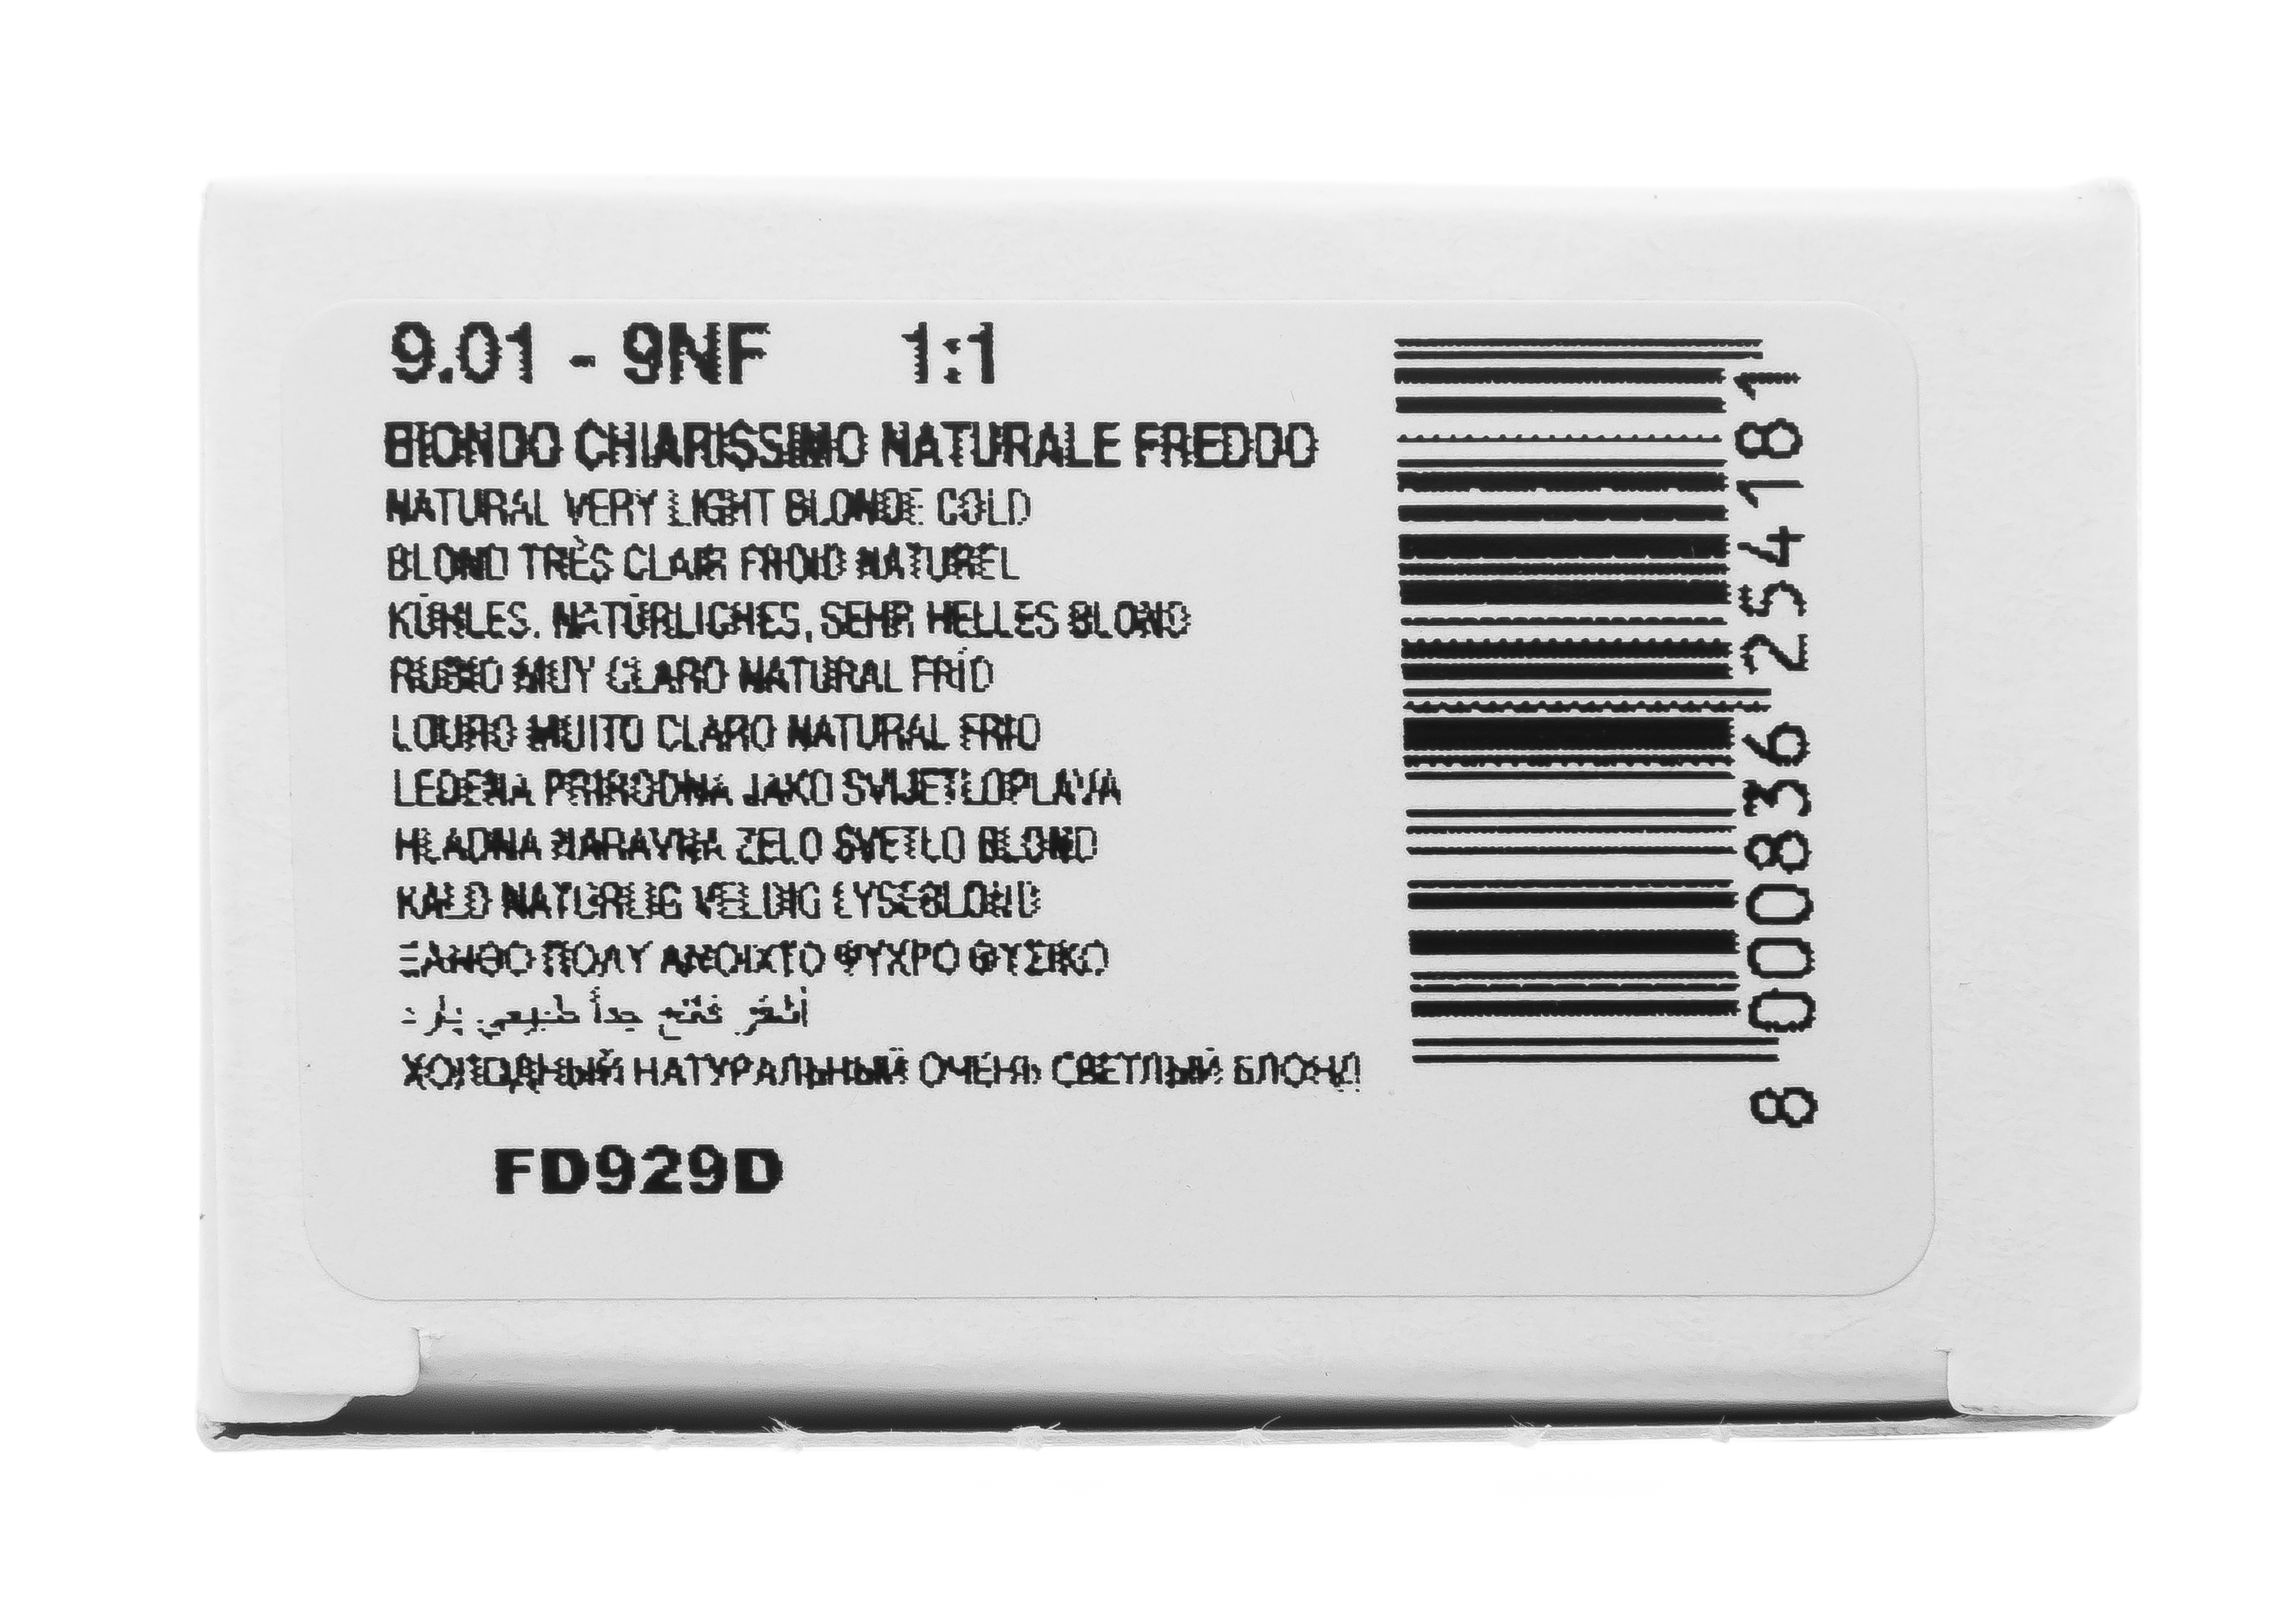 9.01 - 9NF 1:1
BIONDO CHIARISSIMO NATURALE FREDDO
NATURAL VERY LIGHT BLONDE COLD
BLOND TRÈS CLAIR FROID NATUREL
KÜHLES, NATÜRLICHES, SEHR HELLES BLOND
RUBIO MUY CLARO NATURAL FRÍO
LOURO MUITO CLARO NATURAL FRIO
LEDENA PRIRODNA JAKO SVIJETLOPLAVA
HLADNA NARAVNA ZELO SVETLO BLOND
KALD NATURLIG VELDIG LYSEBLOND
ΞΑΝΘΟ ΠΟΛΥ ΑΝΟΙΧΤΟ ΨΥΧΡΟ ΦΥΣΙΚΟ
أشقر فاتح جداً طبيعي بارد
ХОЛОДНЫЙ НАТУРАЛЬНЫЙ ОЧЕНЬ СВЕТЛЫЙ БЛОНД
FD929D
8 000836 254181